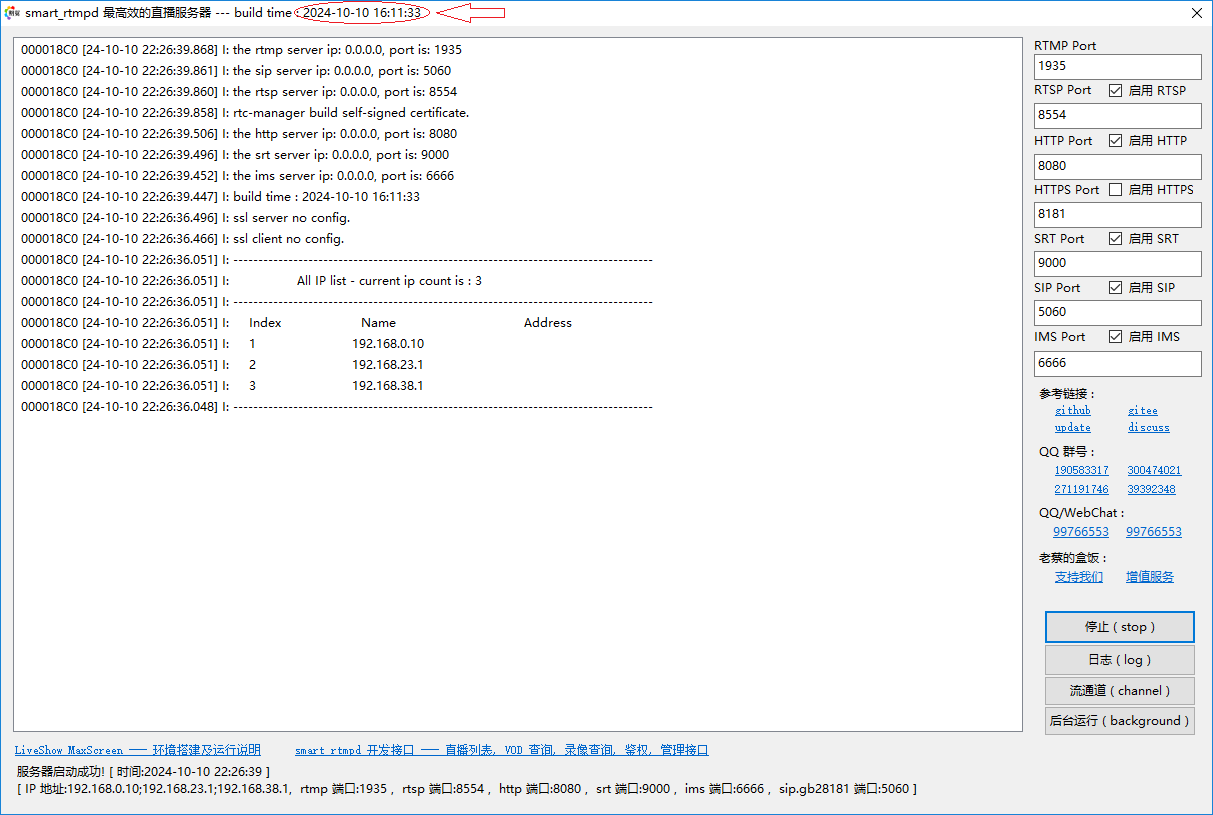 smart_rtmpd 最高效的直播服务器 --- build time : 2024-10-10 16:11:33
000018C0 [24-10-10 22:26:39.868] I: the rtmp server ip: 0.0.0.0, port is: 1935
000018C0 [24-10-10 22:26:39.861] I: the sip server ip: 0.0.0.0, port is: 5060
000018C0 [24-10-10 22:26:39.860] I: the rtsp server ip: 0.0.0.0, port is: 8554
000018C0 [24-10-10 22:26:39.858] I: rtc-manager build self-signed certificate.
000018C0 [24-10-10 22:26:39.506] I: the http server ip: 0.0.0.0, port is: 8080
000018C0 [24-10-10 22:26:39.496] I: the srt server ip: 0.0.0.0, port is: 9000
000018C0 [24-10-10 22:26:39.452] I: the ims server ip: 0.0.0.0, port is: 6666
000018C0 [24-10-10 22:26:39.447] I: build time : 2024-10-10 16:11:33
000018C0 [24-10-10 22:26:36.496] I: ssl server no config.
000018C0 [24-10-10 22:26:36.466] I: ssl client no config.
000018C0 [24-10-10 22:26:36.051] I: ------------------------------------------------------------------------------------
000018C0 [24-10-10 22:26:36.051] I: All IP list - current ip count is : 3
000018C0 [24-10-10 22:26:36.051] I: ------------------------------------------------------------------------------------
000018C0 [24-10-10 22:26:36.051] I: Index Name Address
000018C0 [24-10-10 22:26:36.051] I: 1 192.168.0.10
000018C0 [24-10-10 22:26:36.051] I: 2 192.168.23.1
000018C0 [24-10-10 22:26:36.051] I: 3 192.168.38.1
000018C0 [24-10-10 22:26:36.048] I: ------------------------------------------------------------------------------------
RTMP Port
1935
RTSP Port 启用 RTSP
8554
HTTP Port 启用 HTTP
8080
HTTPS Port 启用 HTTPS
8181
SRT Port 启用 SRT
9000
SIP Port 启用 SIP
5060
IMS Port 启用 IMS
6666
参考链接：
github gitee
update discuss
QQ 群号：
190583317 300474021
271191746 39392348
QQ/WebChat：
99766553 99766553
老蔡的盒饭：
支持我们 增值服务
停止（stop）
日志（log）
流通道（channel）
后台运行（background）
LiveShow MaxScreen —— 环境搭建及运行说明 smart rtmpd 开发接口 —— 直播列表, VOD 查询, 录像查询, 鉴权, 管理接口
服务器启动成功! [ 时间:2024-10-10 22:26:39 ]
[ IP 地址:192.168.0.10;192.168.23.1;192.168.38.1，rtmp 端口:1935，rtsp 端口:8554，http 端口:8080，srt 端口:9000，ims 端口:6666，sip.gb28181 端口:5060 ]